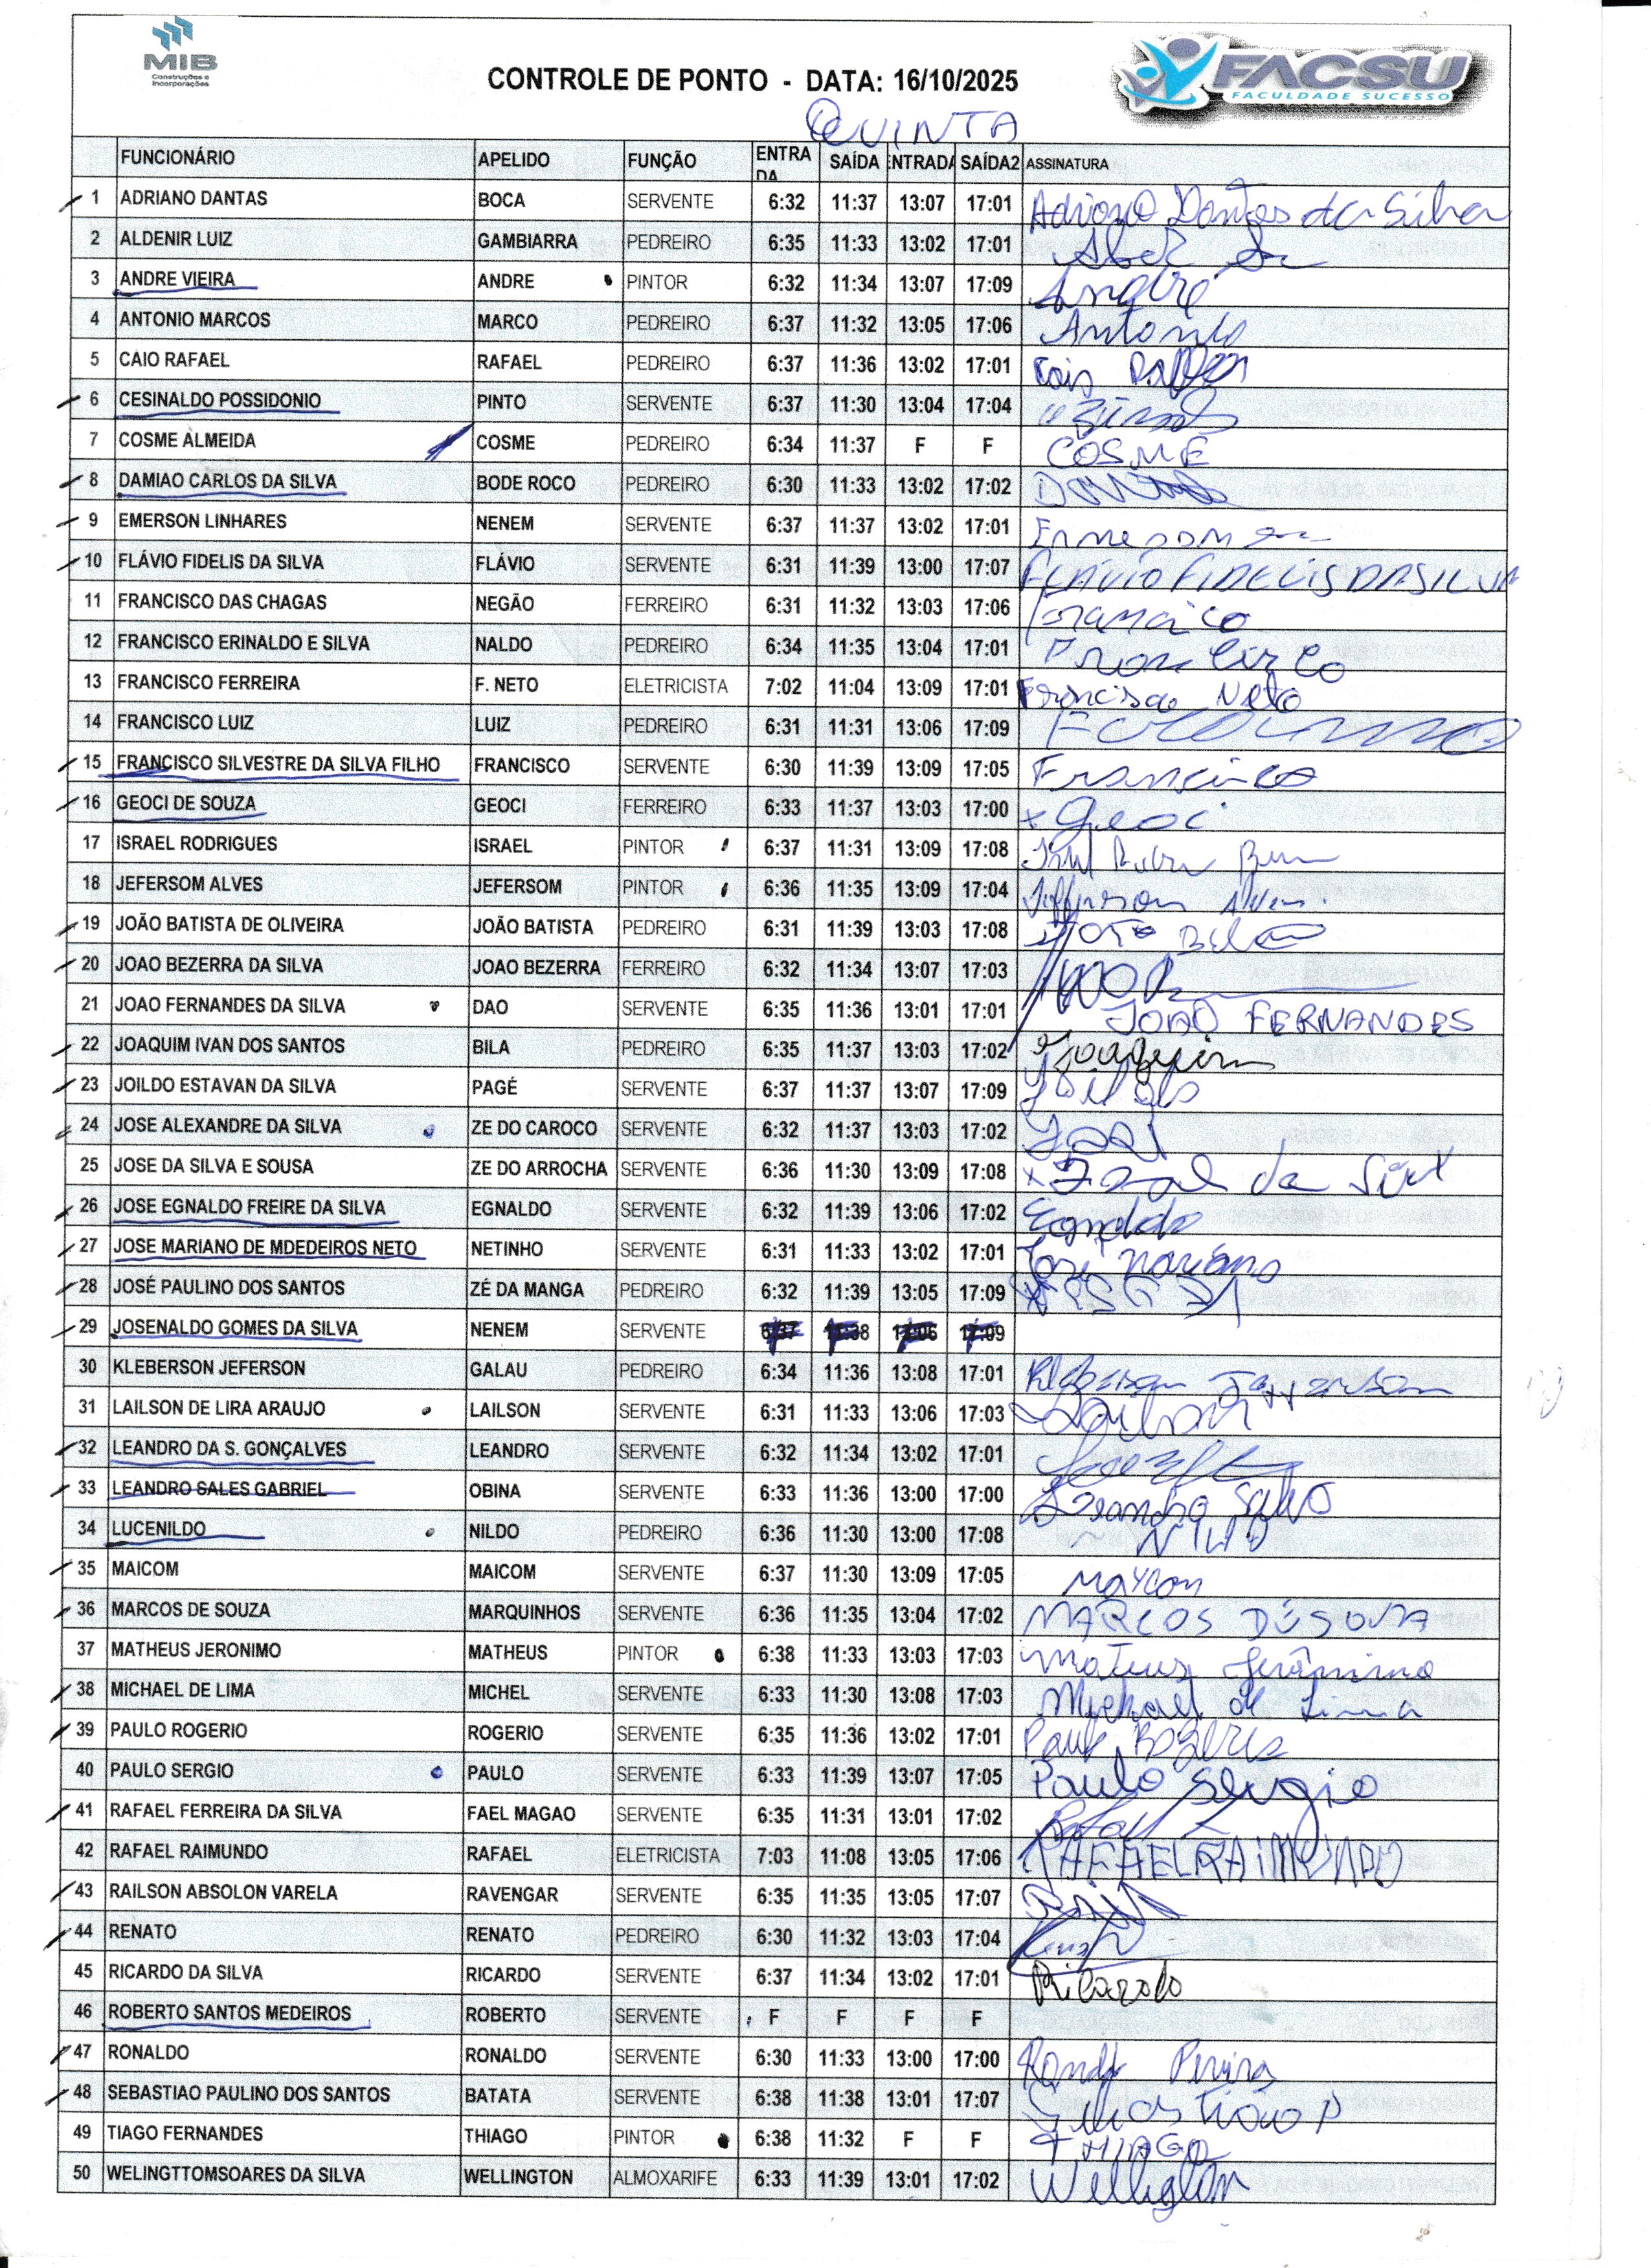 MIB
Construções e
Incorporações
CONTROLE DE PONTO - DATA: 16/10/2025
FACSU
FACULDADE SUCESSO
QUINTA
FUNCIONÁRIO APELIDO FUNÇÃO ENTRADA SAÍDA ENTRADA SAÍDA2 ASSINATURA
1 ADRIANO DANTAS BOCA SERVENTE 6:32 11:37 13:07 17:01 Adriano Dantas da Silva
2 ALDENIR LUIZ GAMBIARRA PEDREIRO 6:35 11:33 13:02 17:01
3 ANDRE VIEIRA ANDRE PINTOR 6:32 11:34 13:07 17:09 André
4 ANTONIO MARCOS MARCO PEDREIRO 6:37 11:32 13:05 17:06 Antonio
5 CAIO RAFAEL RAFAEL PEDREIRO 6:37 11:36 13:02 17:01 Caio
6 CESINALDO POSSIDONIO PINTO SERVENTE 6:37 11:30 13:04 17:04
7 COSME ALMEIDA COSME PEDREIRO 6:34 11:37 F F COSME
8 DAMIAO CARLOS DA SILVA BODE ROCO PEDREIRO 6:30 11:33 13:02 17:02
9 EMERSON LINHARES NENEM SERVENTE 6:37 11:37 13:02 17:01
10 FLÁVIO FIDELIS DA SILVA FLÁVIO SERVENTE 6:31 11:39 13:00 17:07 FLÁVIO FIDELIS DA SILVA
11 FRANCISCO DAS CHAGAS NEGÃO FERREIRO 6:31 11:32 13:03 17:06
12 FRANCISCO ERINALDO E SILVA NALDO PEDREIRO 6:34 11:35 13:04 17:01
13 FRANCISCO FERREIRA F. NETO ELETRICISTA 7:02 11:04 13:09 17:01 Francisco Neto
14 FRANCISCO LUIZ LUIZ PEDREIRO 6:31 11:31 13:06 17:09
15 FRANCISCO SILVESTRE DA SILVA FILHO FRANCISCO SERVENTE 6:30 11:39 13:09 17:05 Francisco
16 GEOCI DE SOUZA GEOCI FERREIRO 6:33 11:37 13:03 17:00 x Geoci
17 ISRAEL RODRIGUES ISRAEL PINTOR 6:37 11:31 13:09 17:08
18 JEFERSOM ALVES JEFERSOM PINTOR 6:36 11:35 13:09 17:04 Jefferson Alves
19 JOÃO BATISTA DE OLIVEIRA JOÃO BATISTA PEDREIRO 6:31 11:39 13:03 17:08
20 JOAO BEZERRA DA SILVA JOAO BEZERRA FERREIRO 6:32 11:34 13:07 17:03
21 JOAO FERNANDES DA SILVA DAO SERVENTE 6:35 11:36 13:01 17:01 JOAO FERNANDES
22 JOAQUIM IVAN DOS SANTOS BILA PEDREIRO 6:35 11:37 13:03 17:02 Joaquim
23 JOILDO ESTAVAN DA SILVA PAGÉ SERVENTE 6:37 11:37 13:07 17:09 Joildo
24 JOSE ALEXANDRE DA SILVA ZE DO CAROCO SERVENTE 6:32 11:37 13:03 17:02
25 JOSE DA SILVA E SOUSA ZE DO ARROCHA SERVENTE 6:36 11:30 13:09 17:08 da
26 JOSE EGNALDO FREIRE DA SILVA EGNALDO SERVENTE 6:32 11:39 13:06 17:02 Egnaldo
27 JOSE MARIANO DE MDEDEIROS NETO NETINHO SERVENTE 6:31 11:33 13:02 17:01 José Mariano
28 JOSÉ PAULINO DOS SANTOS ZÉ DA MANGA PEDREIRO 6:32 11:39 13:05 17:09
29 JOSENALDO GOMES DA SILVA NENEM SERVENTE 6:37 11:38 13:06 17:09
30 KLEBERSON JEFERSON GALAU PEDREIRO 6:34 11:36 13:08 17:01 Kleberson Jefferson
31 LAILSON DE LIRA ARAUJO LAILSON SERVENTE 6:31 11:33 13:06 17:03 Lailson
32 LEANDRO DA S. GONÇALVES LEANDRO SERVENTE 6:32 11:34 13:02 17:01
33 LEANDRO SALES GABRIEL OBINA SERVENTE 6:33 11:36 13:00 17:00 Leandro Sales
34 LUCENILDO NILDO PEDREIRO 6:36 11:30 13:00 17:08 NILDO
35 MAICOM MAICOM SERVENTE 6:37 11:30 13:09 17:05 Maycon
36 MARCOS DE SOUZA MARQUINHOS SERVENTE 6:36 11:35 13:04 17:02 MARCOS DÚSOUSA
37 MATHEUS JERONIMO MATHEUS PINTOR 6:38 11:33 13:03 17:03 Mateus Jerônimo
38 MICHAEL DE LIMA MICHEL SERVENTE 6:33 11:30 13:08 17:03 Michael de Lima
39 PAULO ROGERIO ROGERIO SERVENTE 6:35 11:36 13:02 17:01 Paulo Rogerio
40 PAULO SERGIO PAULO SERVENTE 6:33 11:39 13:07 17:05 Paulo Sergio
41 RAFAEL FERREIRA DA SILVA FAEL MAGAO SERVENTE 6:35 11:31 13:01 17:02 Rafael
42 RAFAEL RAIMUNDO RAFAEL ELETRICISTA 7:03 11:08 13:05 17:06 RAFAEL RAIMUNDO
43 RAILSON ABSOLON VARELA RAVENGAR SERVENTE 6:35 11:35 13:05 17:07
44 RENATO RENATO PEDREIRO 6:30 11:32 13:03 17:04
45 RICARDO DA SILVA RICARDO SERVENTE 6:37 11:34 13:02 17:01 Ricardo
46 ROBERTO SANTOS MEDEIROS ROBERTO SERVENTE F F F F
47 RONALDO RONALDO SERVENTE 6:30 11:33 13:00 17:00 Ronaldo Pereira
48 SEBASTIAO PAULINO DOS SANTOS BATATA SERVENTE 6:38 11:38 13:01 17:07 Sebastiao P
49 TIAGO FERNANDES THIAGO PINTOR 6:38 11:32 F F THIAGO
50 WELINGTTOMSOARES DA SILVA WELLINGTON ALMOXARIFE 6:33 11:39 13:01 17:02 Wellington